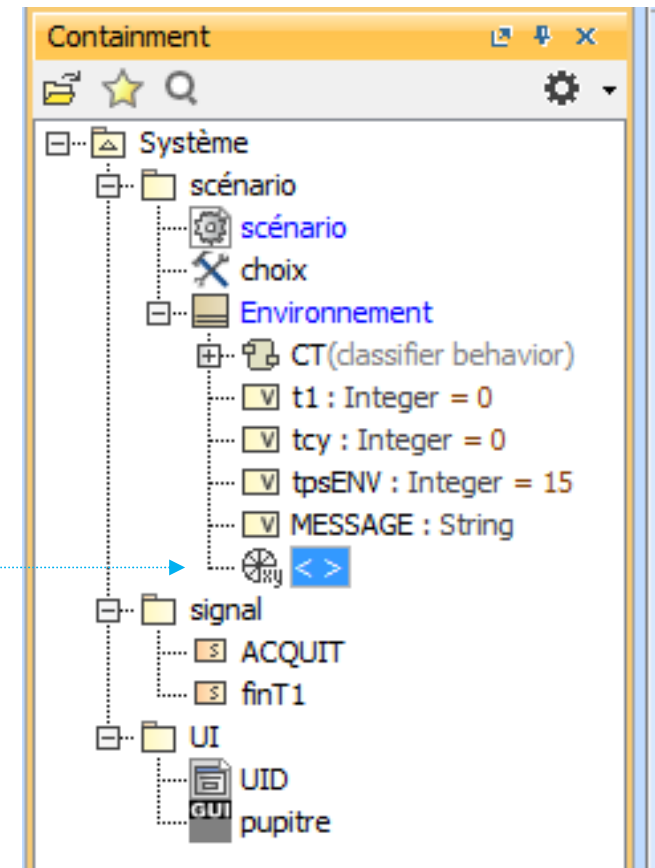 Containment
Système
scénario
scénario
choix
Environnement
CT(classifier behavior)
V t1 : Integer = 0
V tcy : Integer = 0
V tpsENV : Integer = 15
V MESSAGE : String
xy < >
signal
S ACQUIT
S finT1
UI
UID
GUI pupitre